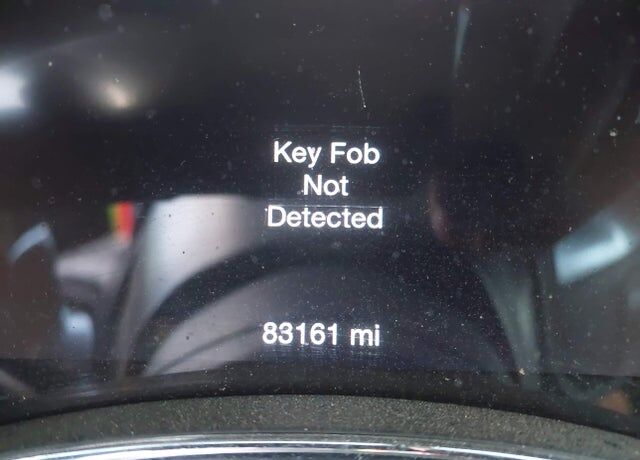 Key Fob
Not
Detected
83161 mi